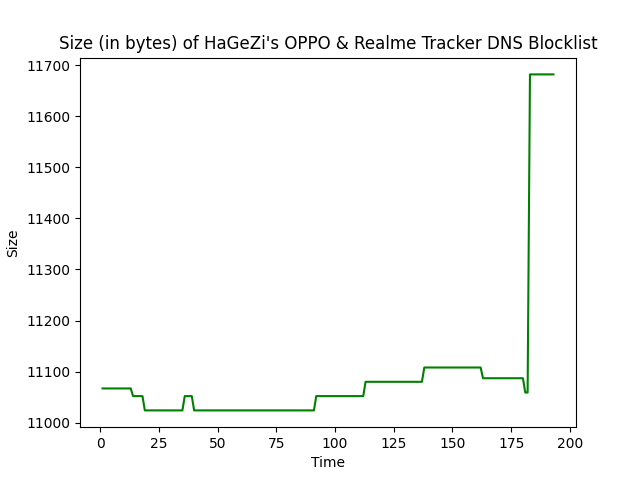 Size (in bytes) of HaGeZi's OPPO & Realme Tracker DNS Blocklist
11700
11600
11500
11400
11300
11200
11100
11000
Size
0 25 50 75 100 125 150 175 200
Time